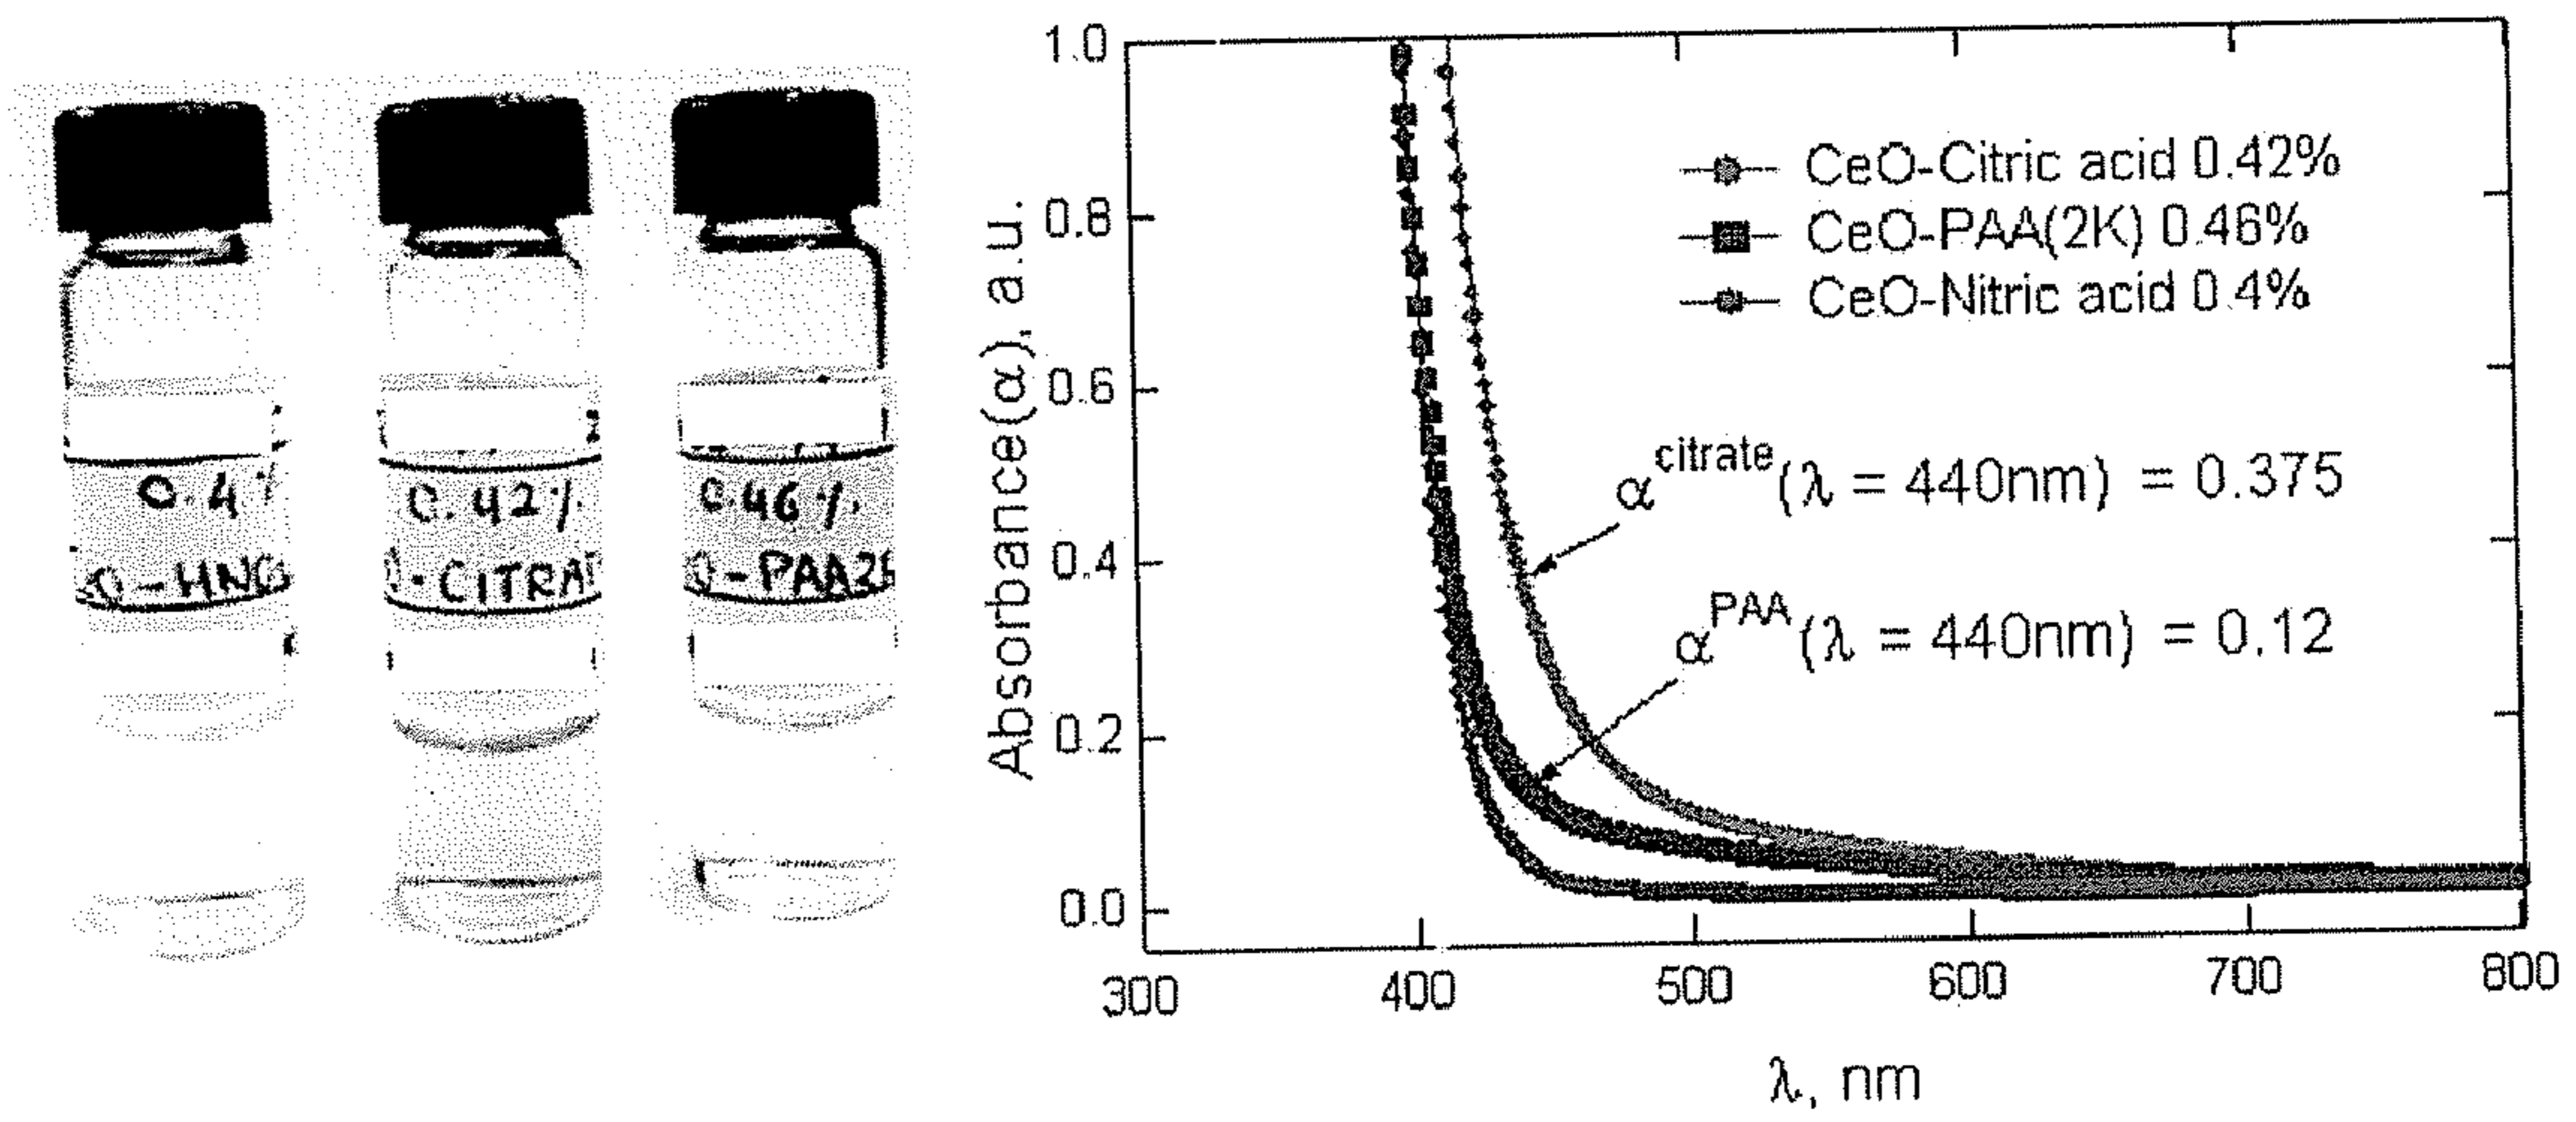 0.4%
O-HNO
0.42%
O-CITRAT
0.46%
O-PAA2K
1.0
0.8
0.6
0.4
0.2
0.0
Absorbance(α), a.u.
CeO-Citric acid 0.42%
CeO-PAA(2K) 0.46%
CeO-Nitric acid 0.4%
α^citrate (λ = 440nm) = 0.375
α^PAA (λ = 440nm) = 0.12
300 400 500 600 700 800
λ, nm